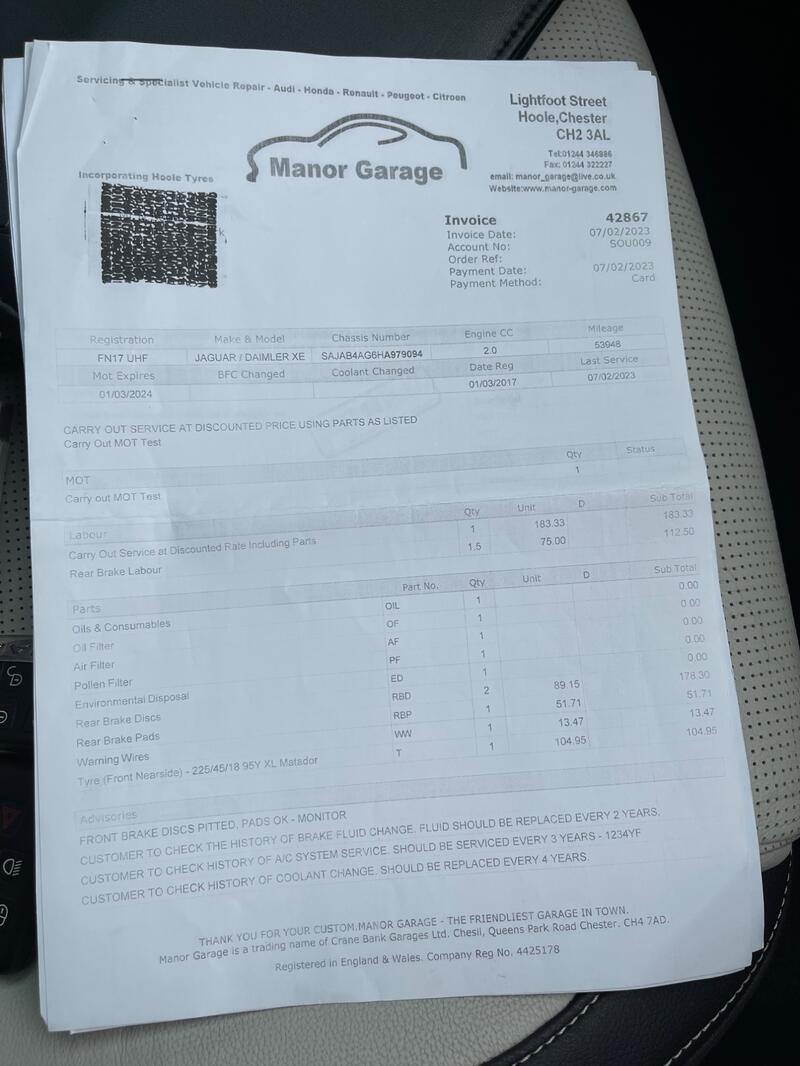 Servicing & Specialist Vehicle Repair - Audi - Honda - Renault - Peugeot - Citroen
Lightfoot Street
Hoole,Chester
CH2 3AL
Tel:01244 346886
Fax: 01244 322227
email: manor_garage@live.co.uk
Website:www.manor-garage.com
Manor Garage
Incorporating Hoole Tyres
Invoice 42867
Invoice Date: 07/02/2023
Account No: SOU009
Order Ref:
Payment Date: 07/02/2023
Payment Method: Card
Registration Make & Model Chassis Number Engine CC Mileage
FN17 UHF JAGUAR / DAIMLER XE SAJAB4AG6HA979094 2.0 53948
Mot Expires BFC Changed Coolant Changed Date Reg Last Service
01/03/2024 01/03/2017 07/02/2023
CARRY OUT SERVICE AT DISCOUNTED PRICE USING PARTS AS LISTED
Carry Out MOT Test
MOT Qty Status
Carry out MOT Test 1
Labour Qty Unit D Sub Total
Carry Out Service at Discounted Rate Including Parts 1 183.33 183.33
Rear Brake Labour 1.5 75.00 112.50
Parts Part No. Qty Unit D Sub Total
Oils & Consumables OIL 1 0.00
Oil Filter OF 1 0.00
Air Filter AF 1 0.00
Pollen Filter PF 1 0.00
Environmental Disposal ED 1 0.00
Rear Brake Discs RBD 2 89.15 178.30
Rear Brake Pads RBP 1 51.71 51.71
Warning Wires WW 1 13.47 13.47
Tyre (Front Nearside) - 225/45/18 95Y XL Matador T 1 104.95 104.95
Advisories
FRONT BRAKE DISCS PITTED, PADS OK - MONITOR
CUSTOMER TO CHECK THE HISTORY OF BRAKE FLUID CHANGE. FLUID SHOULD BE REPLACED EVERY 2 YEARS.
CUSTOMER TO CHECK HISTORY OF A/C SYSTEM SERVICE. SHOULD BE SERVICED EVERY 3 YEARS - 1234YF
CUSTOMER TO CHECK HISTORY OF COOLANT CHANGE. SHOULD BE REPLACED EVERY 4 YEARS.
THANK YOU FOR YOUR CUSTOM.MANOR GARAGE - THE FRIENDLIEST GARAGE IN TOWN.
Manor Garage is a trading name of Crane Bank Garages Ltd. Chesil, Queens Park Road Chester. CH4 7AD.
Registered in England & Wales. Company Reg No. 4425178